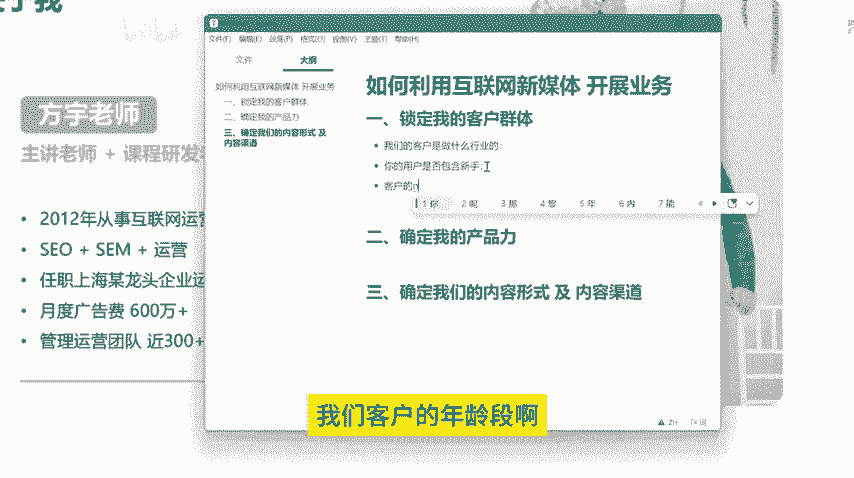 方宇老师
主讲老师 + 课程研发
• 2012年从事互联网运营
• SEO + SEM + 运营
• 任职上海某龙头企业运
• 月度广告费 600万+
• 管理运营团队 近300+
文件(F) 编辑(E) 段落(P) 格式(O) 视图(V) 主题(T) 帮助(H)
文件 大纲
如何利用互联网新媒体 开展业务
一、锁定我的客户群体
二、确定我的产品力
三、确定我们的内容形式 及
内容渠道
如何利用互联网新媒体 开展业务
一、锁定我的客户群体
• 我们的客户是做什么行业的：
• 你的用户是否包含新手：
• 客户的n
1 你 2 呢 3 那 4 您 5 年 6 内 7 能
二、确定我的产品力
三、确定我们的内容形式 及 内容渠道
ZH 74 词
我们客户的年龄段啊